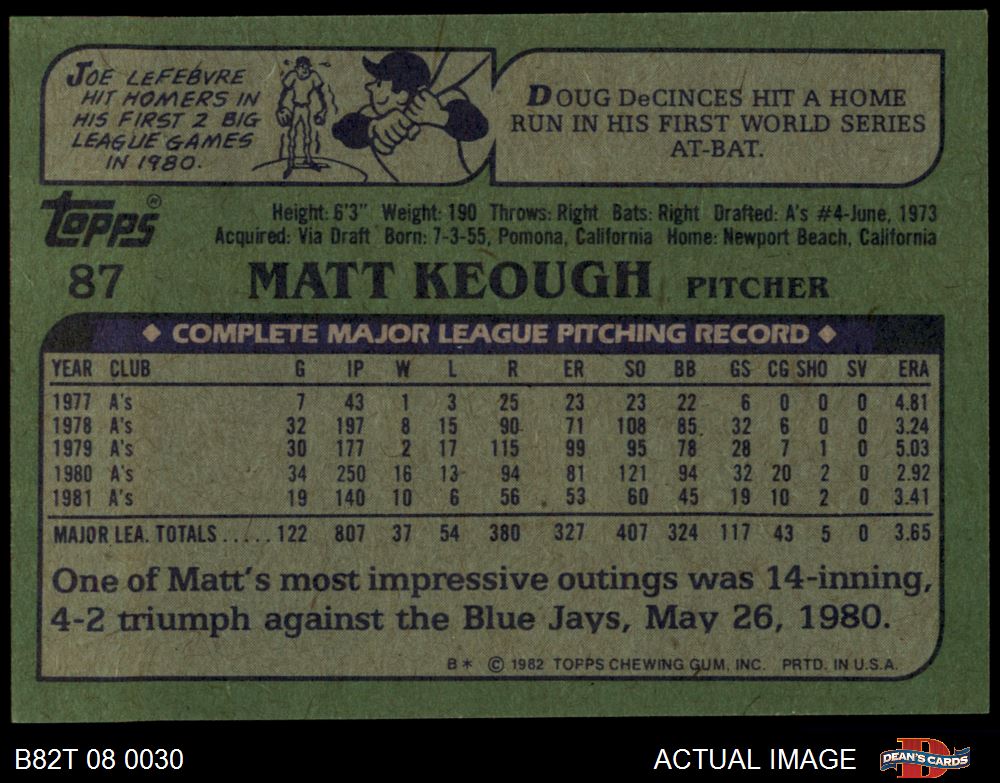 JOE LEFEBVRE
HIT HOMERS IN
HIS FIRST 2 BIG
LEAGUE GAMES
IN 1980.
DOUG DeCINCES HIT A HOME
RUN IN HIS FIRST WORLD SERIES
AT-BAT.
Topps®
Height: 6'3" Weight: 190 Throws: Right Bats: Right Drafted: A's #4-June, 1973
Acquired: Via Draft Born: 7-3-55, Pomona, California Home: Newport Beach, California
87 MATT KEOUGH PITCHER
◆ COMPLETE MAJOR LEAGUE PITCHING RECORD ◆
YEAR CLUB G IP W L R ER SO BB GS CG SHO SV ERA
1977 A's 7 43 1 3 25 23 23 22 6 0 0 0 4.81
1978 A's 32 197 8 15 90 71 108 85 32 6 0 0 3.24
1979 A's 30 177 2 17 115 99 95 78 28 7 1 0 5.03
1980 A's 34 250 16 13 94 81 121 94 32 20 2 0 2.92
1981 A's 19 140 10 6 56 53 60 45 19 10 2 0 3.41
MAJOR LEA. TOTALS.....122 807 37 54 380 327 407 324 117 43 5 0 3.65
One of Matt's most impressive outings was 14-inning,
4-2 triumph against the Blue Jays, May 26, 1980.
B* © 1982 TOPPS CHEWING GUM, INC. PRTD. IN U.S.A.
B82T 08 0030 ACTUAL IMAGE DEAN'S CARDS